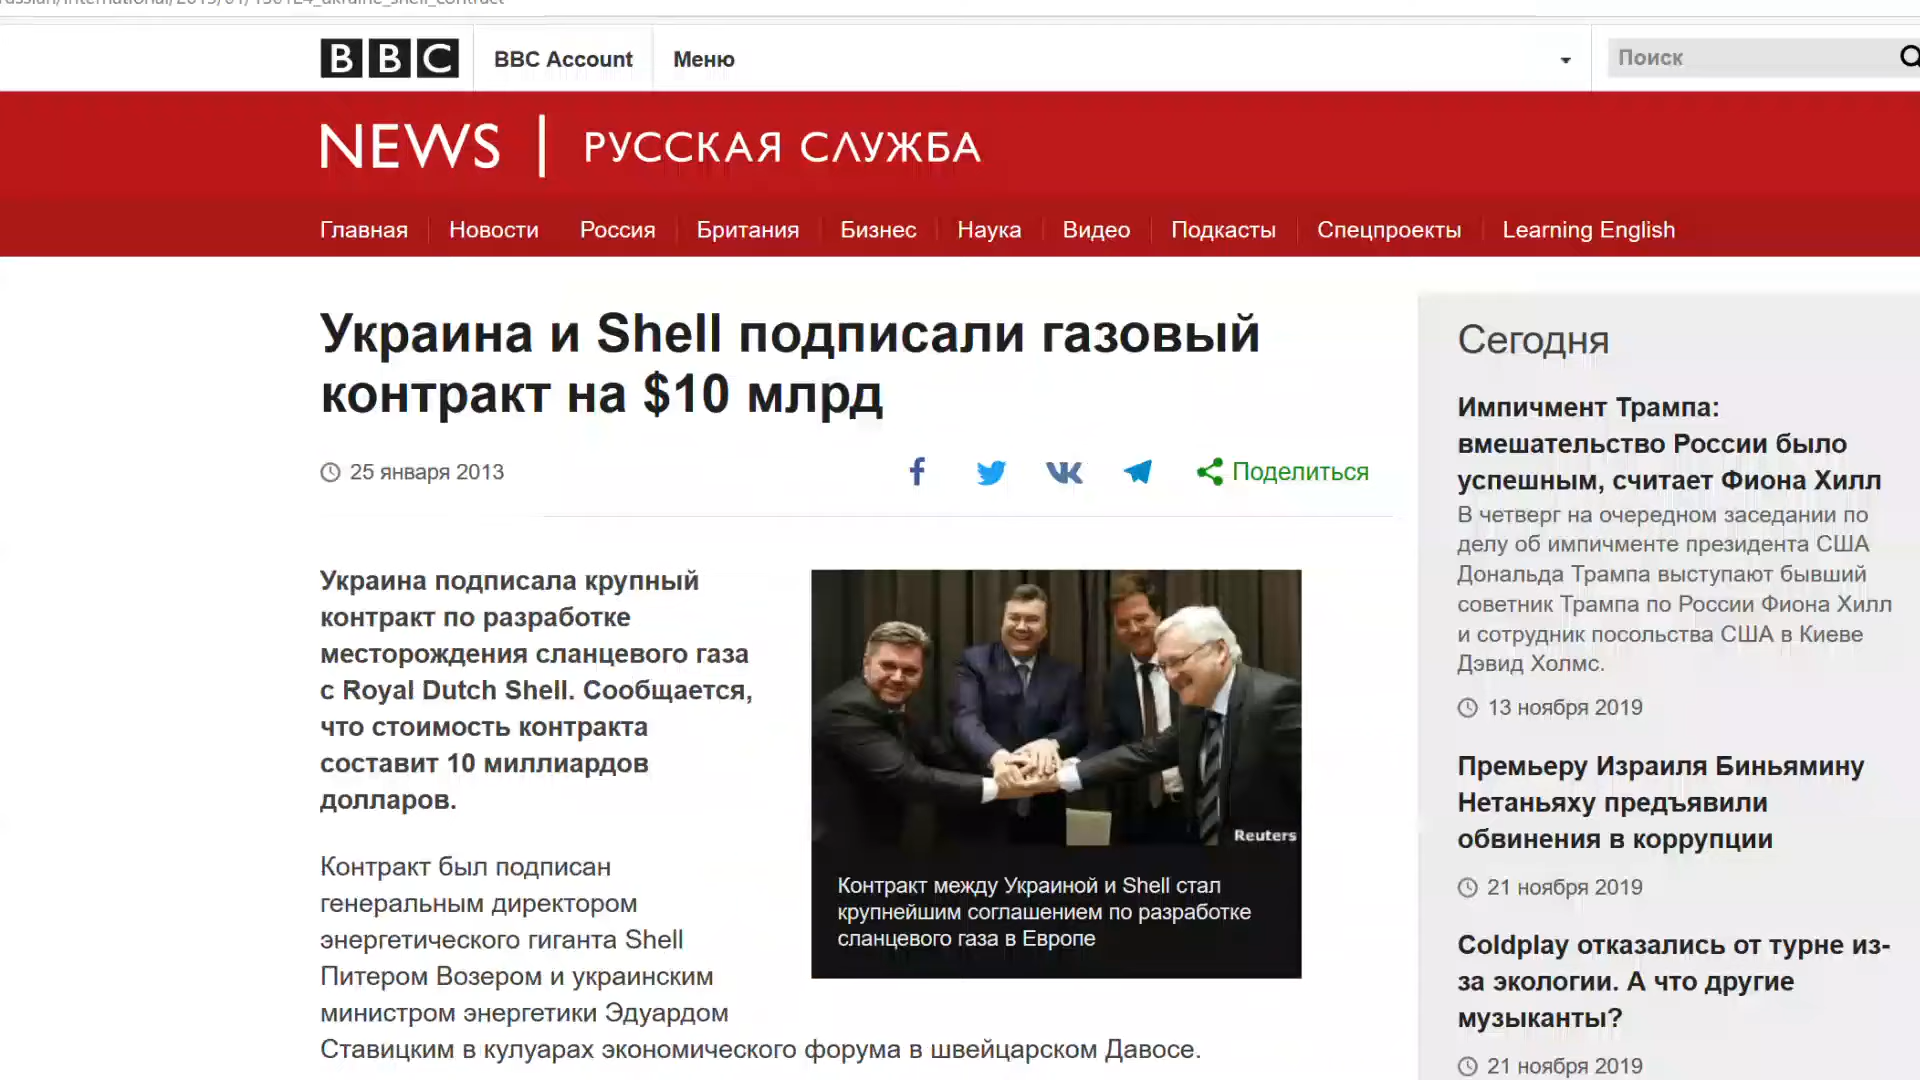 BBC
BBC Account
Меню
Поиск
NEWS | РУССКАЯ СЛУЖБА
Главная
Новости
Россия
Британия
Бизнес
Наука
Видео
Подкасты
Спецпроекты
Learning English
Украина и Shell подписали газовый
контракт на $10 млрд
25 января 2013
Поделиться
Украина подписала крупный
контракт по разработке
месторождения сланцевого газа
с Royal Dutch Shell. Сообщается,
что стоимость контракта
составит 10 миллиардов
долларов.
Reuters
Контракт между Украиной и Shell стал
крупнейшим соглашением по разработке
сланцевого газа в Европе
Контракт был подписан
генеральным директором
энергетического гиганта Shell
Питером Возером и украинским
министром энергетики Эдуардом
Ставицким в кулуарах экономического форума в швейцарском Давосе.
Сегодня
Импичмент Трампа:
вмешательство России было
успешным, считает Фиона Хилл
В четверг на очередном заседании по
делу об импичменте президента США
Дональда Трампа выступают бывший
советник Трампа по России Фиона Хилл
и сотрудник посольства США в Киеве
Дэвид Холмс.
13 ноября 2019
Премьеру Израиля Биньямину
Нетаньяху предъявили
обвинения в коррупции
21 ноября 2019
Coldplay отказались от турне из-
за экологии. А что другие
музыканты?
21 ноября 2019